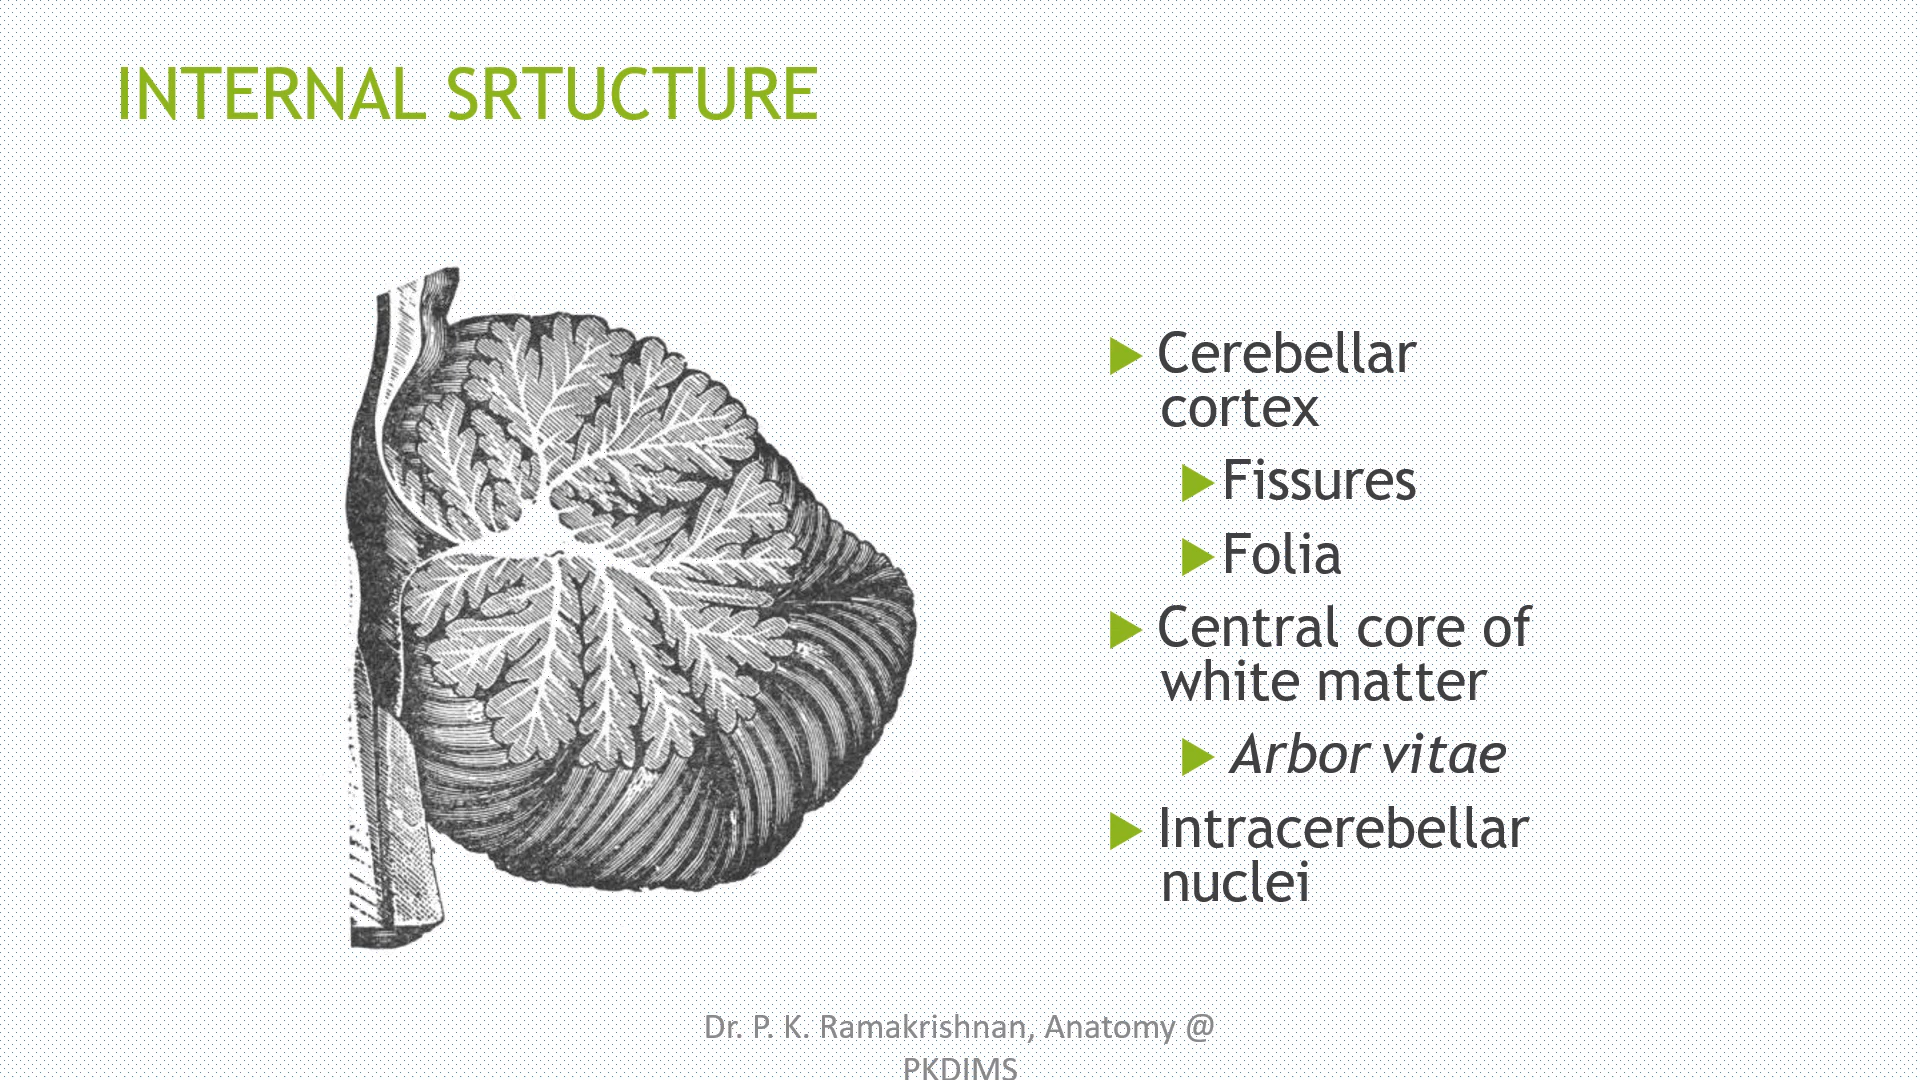 INTERNAL SRTUCTURE
Cerebellar
cortex
Fissures
Folia
Central core of
white matter
Arbor vitae
Intracerebellar
nuclei
Dr. P. K. Ramakrishnan, Anatomy @
PKDIMS